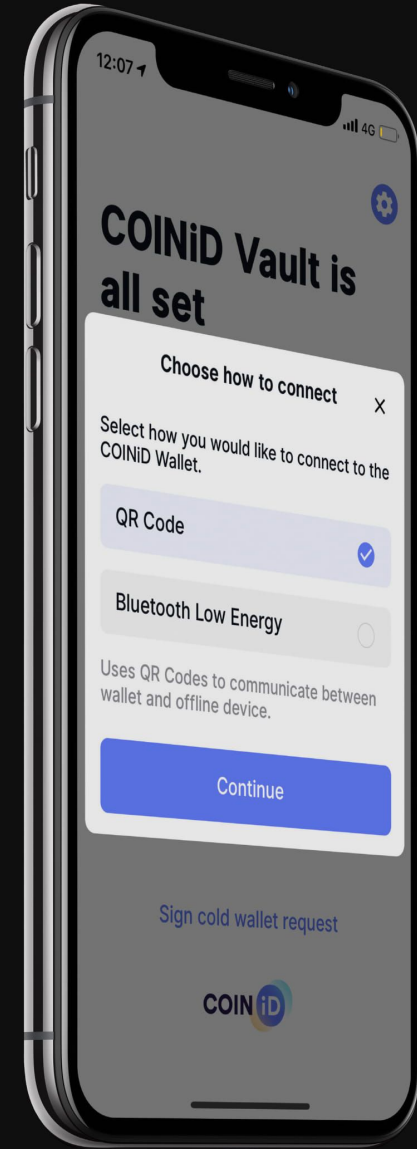 12:07
4G
COINiD Vault is
all set
Choose how to connect
Select how you would like to connect to the
COINiD Wallet.
QR Code
Bluetooth Low Energy
Uses QR Codes to communicate between
wallet and offline device.
Continue
Sign cold wallet request
COIN iD